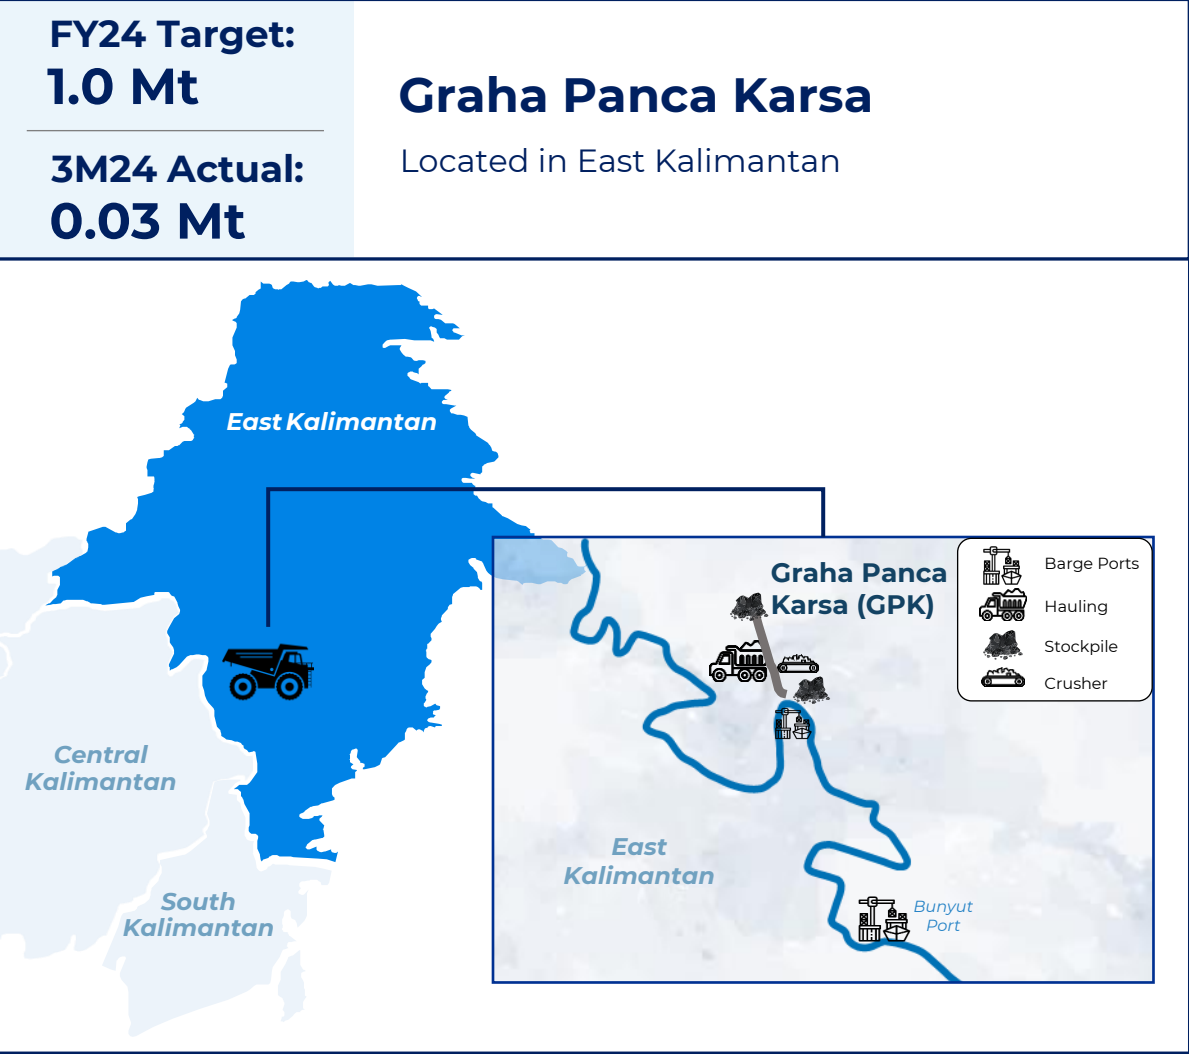 FY24 Target:
1.0 Mt
3M24 Actual:
0.03 Mt
Graha Panca Karsa
Located in East Kalimantan
East Kalimantan
Central
Kalimantan
South
Kalimantan
Graha Panca
Karsa (GPK)
Barge Ports
Hauling
Stockpile
Crusher
East
Kalimantan
Bunyut
Port